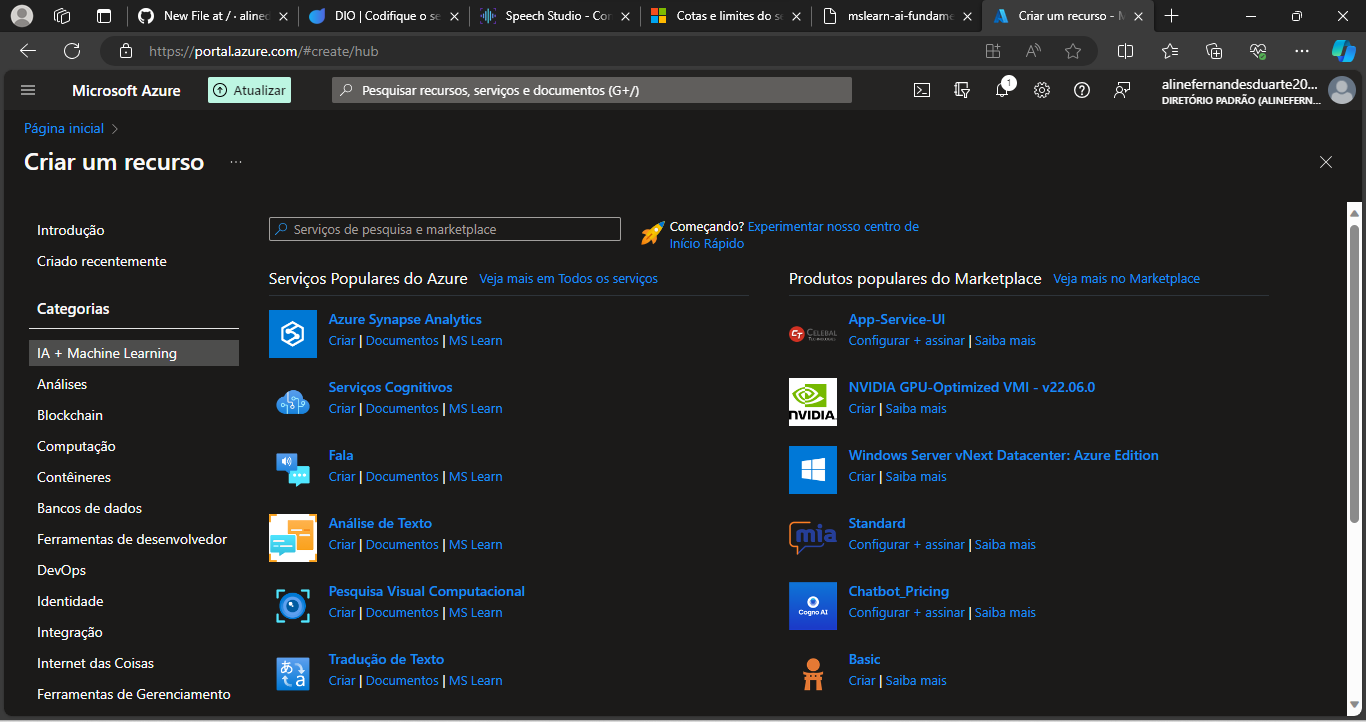 New File at / · alinec
DIO | Codifique o se
Speech Studio - Cor
Cotas e limites do se
mslearn-ai-fundame
Criar um recurso - M
https://portal.azure.com/#create/hub
Microsoft Azure
Atualizar
Pesquisar recursos, serviços e documentos (G+/)
1
alinefernandesduarte20...
DIRETÓRIO PADRÃO (ALINEFERN...
Página inicial
Criar um recurso
Introdução
Criado recentemente
Categorias
IA + Machine Learning
Análises
Blockchain
Computação
Contêineres
Bancos de dados
Ferramentas de desenvolvedor
DevOps
Identidade
Integração
Internet das Coisas
Ferramentas de Gerenciamento
Serviços de pesquisa e marketplace
Começando? Experimentar nosso centro de
Início Rápido
Serviços Populares do Azure Veja mais em Todos os serviços
Azure Synapse Analytics
Criar | Documentos | MS Learn
Serviços Cognitivos
Criar | Documentos | MS Learn
Fala
Criar | Documentos | MS Learn
Análise de Texto
Criar | Documentos | MS Learn
Pesquisa Visual Computacional
Criar | Documentos | MS Learn
Tradução de Texto
Criar | Documentos | MS Learn
Produtos populares do Marketplace Veja mais no Marketplace
CT CELEBAL
TECHNOLOGIES
App-Service-UI
Configurar + assinar | Saiba mais
NVIDIA
NVIDIA GPU-Optimized VMI - v22.06.0
Criar | Saiba mais
Windows Server vNext Datacenter: Azure Edition
Criar | Saiba mais
mia
Standard
Configurar + assinar | Saiba mais
Cogno AI
Chatbot_Pricing
Configurar + assinar | Saiba mais
Basic
Criar | Saiba mais